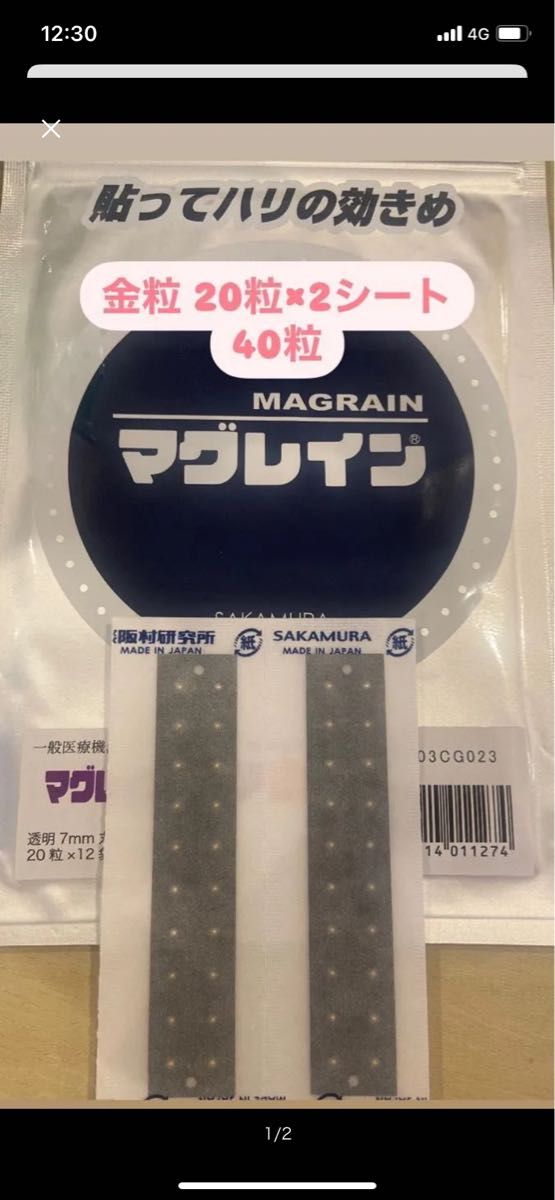 12:30
4G
貼ってハリの効きめ
金粒 20粒×2シート
40粒
MAGRAIN
マグレイン®
SAKAMURA
阪村研究所 紙 SAKAMURA 紙
MADE IN JAPAN MADE IN JAPAN
一般医療機
03CG023
マグレ
透明 7mm
20粒×12
14 011274
1/2